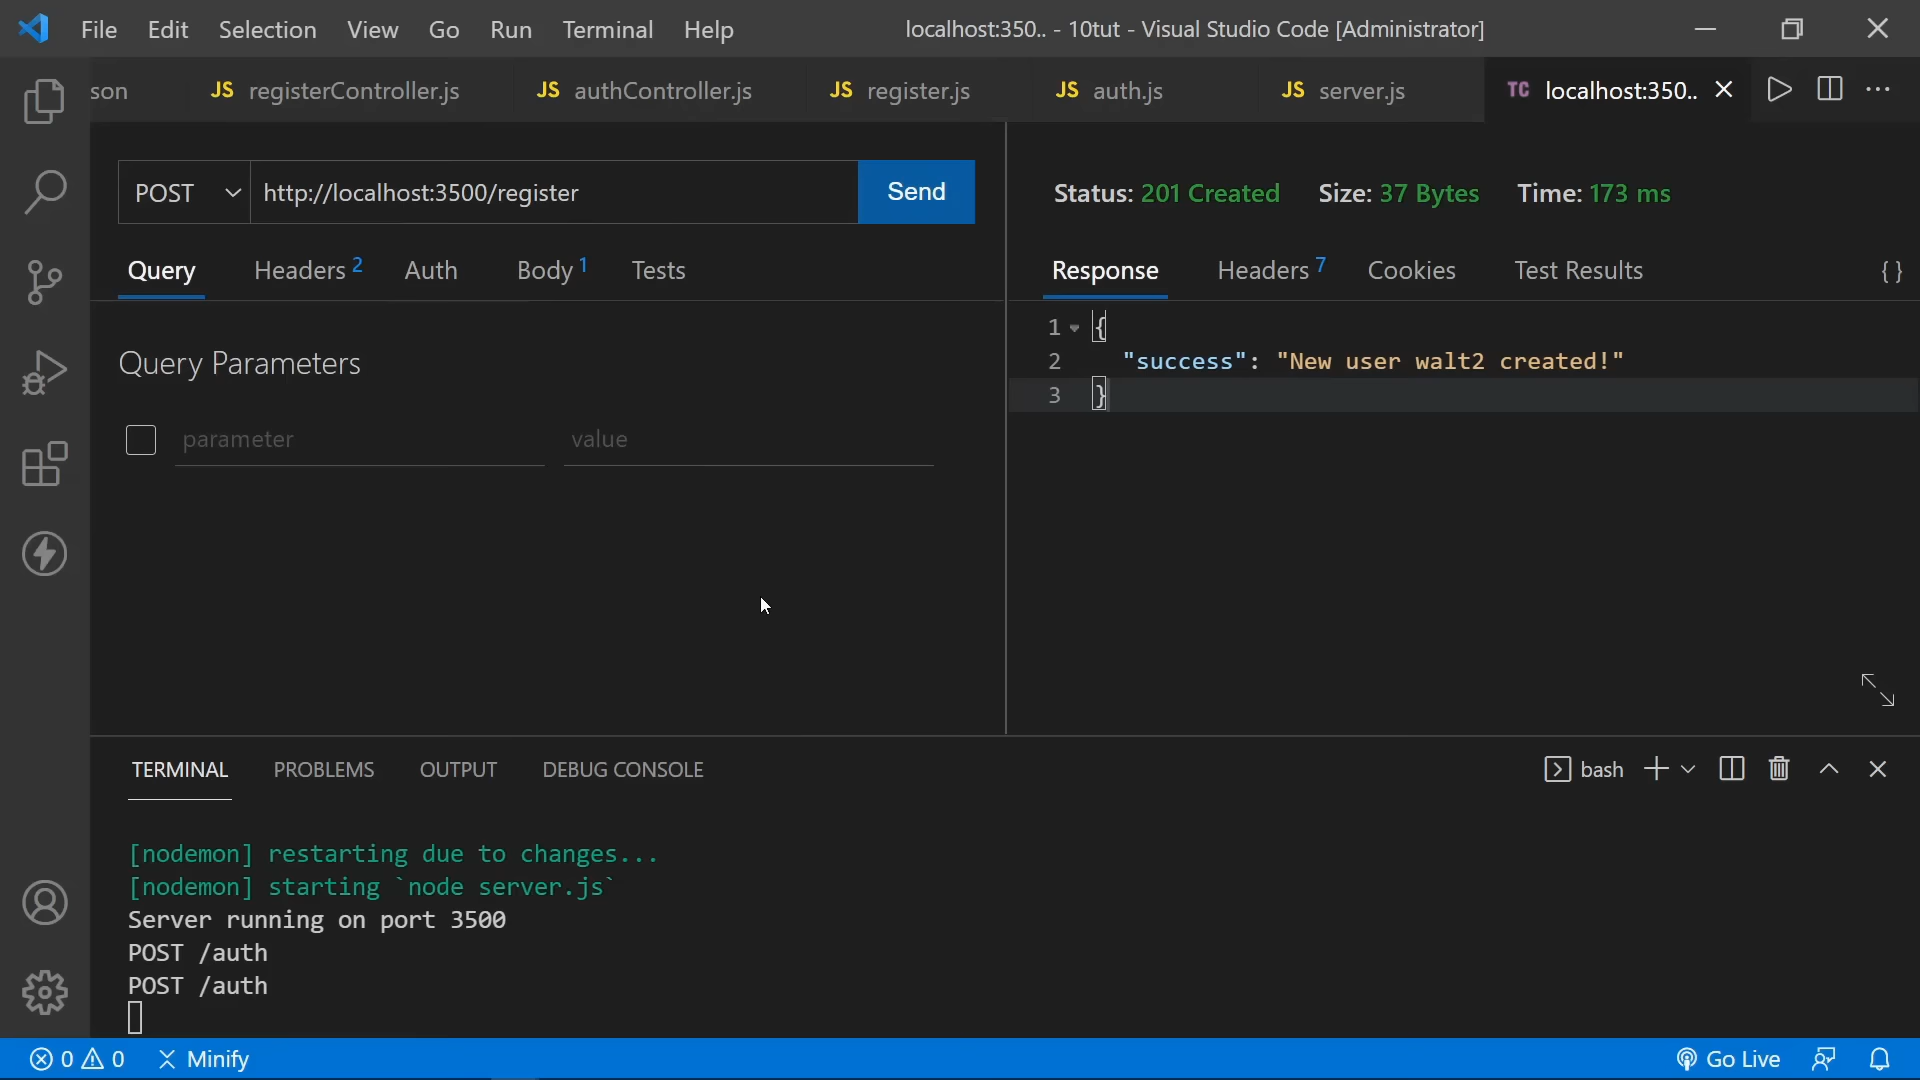 File Edit Selection View Go Run Terminal Help localhost:350.. - 10tut - Visual Studio Code [Administrator]
son JS registerController.js JS authController.js JS register.js JS auth.js JS server.js TC localhost:350..
POST http://localhost:3500/register Send
Query Headers 2 Auth Body 1 Tests
Query Parameters
parameter value
Status: 201 Created Size: 37 Bytes Time: 173 ms
Response Headers 7 Cookies Test Results { }
1 {
2 "success": "New user walt2 created!"
3 }
TERMINAL PROBLEMS OUTPUT DEBUG CONSOLE bash
[nodemon] restarting due to changes...
[nodemon] starting `node server.js`
Server running on port 3500
POST /auth
POST /auth
0 0 Minify Go Live